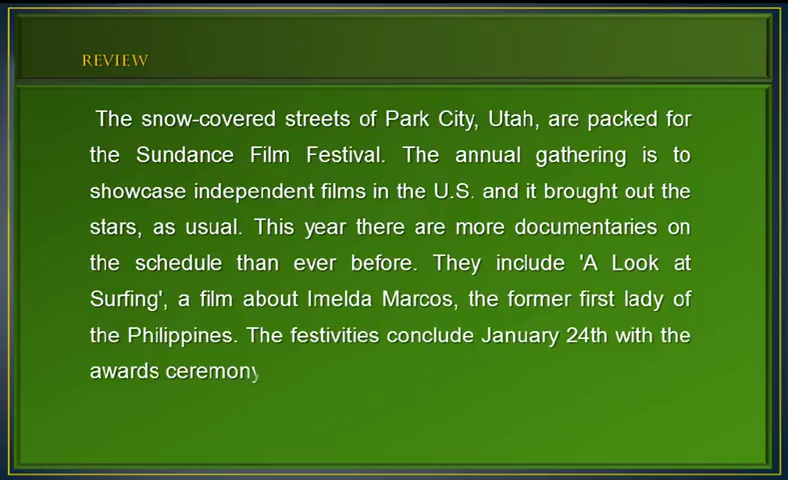 REVIEW
The snow-covered streets of Park City, Utah, are packed for
the Sundance Film Festival. The annual gathering is to
showcase independent films in the U.S. and it brought out the
stars, as usual. This year there are more documentaries on
the schedule than ever before. They include 'A Look at
Surfing', a film about Imelda Marcos, the former first lady of
the Philippines. The festivities conclude January 24th with the
awards ceremony